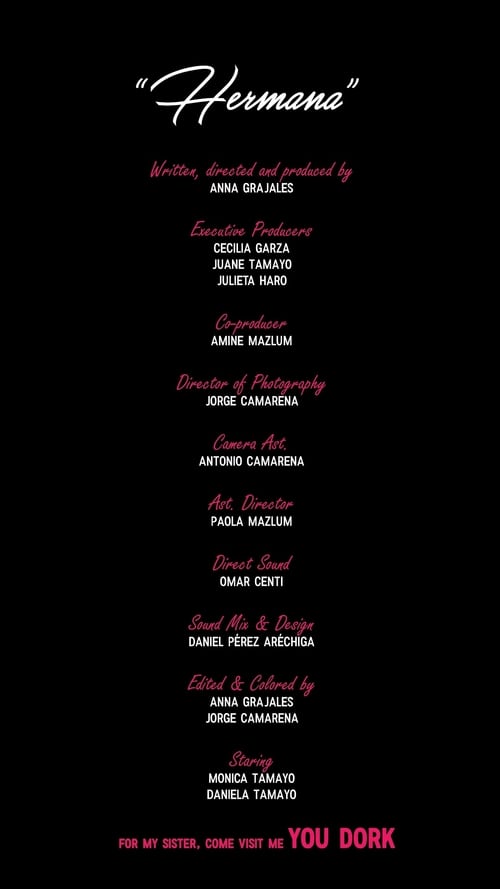 “Hermana”
Written, directed and produced by
ANNA GRAJALES
Executive Producers
CECILIA GARZA
JUANE TAMAYO
JULIETA HARO
Co-producer
AMINE MAZLUM
Director of Photography
JORGE CAMARENA
Camera Ast.
ANTONIO CAMARENA
Ast. Director
PAOLA MAZLUM
Direct Sound
OMAR CENTI
Sound Mix & Design
DANIEL PÉREZ ARÉCHIGA
Edited & Colored by
ANNA GRAJALES
JORGE CAMARENA
Staring
MONICA TAMAYO
DANIELA TAMAYO
FOR MY SISTER, COME VISIT ME YOU DORK